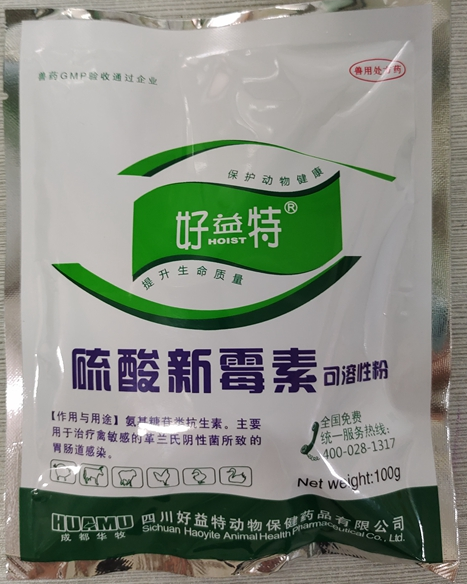 兽药GMP验收通过企业
兽用处方药
保护动物健康
好益特®
HOIST
提升生命质量
硫酸新霉素可溶性粉
【作用与用途】氨基糖苷类抗生素。主要
用于治疗禽敏感的革兰氏阴性菌所致的
胃肠道感染。
全国免费
统一服务热线:
400-028-1317
Net weight:100g
HUAMU
成都华牧
四川好益特动物保健药品有限公司
Sichuan Haoyite Animal Health Pharmaceutical Co., Ltd.